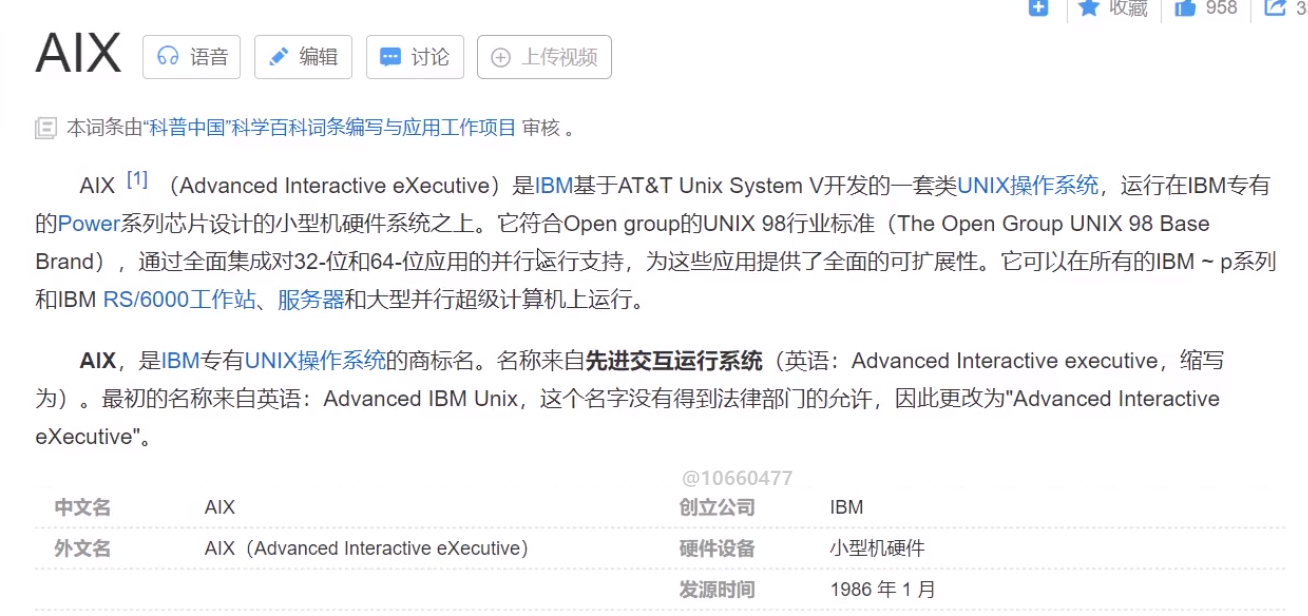 收藏 958
AIX 语音 编辑 讨论 上传视频
本词条由“科普中国”科学百科词条编写与应用工作项目 审核 。
AIX [1] （Advanced Interactive eXecutive）是IBM基于AT&T Unix System V开发的一套类UNIX操作系统，运行在IBM专有
的Power系列芯片设计的小型机硬件系统之上。它符合Open group的UNIX 98行业标准（The Open Group UNIX 98 Base
Brand），通过全面集成对32-位和64-位应用的并行运行支持，为这些应用提供了全面的可扩展性。它可以在所有的IBM ~ p系列
和IBM RS/6000工作站、服务器和大型并行超级计算机上运行。
AIX，是IBM专有UNIX操作系统的商标名。名称来自先进交互运行系统（英语：Advanced Interactive executive，缩写
为）。最初的名称来自英语：Advanced IBM Unix，这个名字没有得到法律部门的允许，因此更改为"Advanced Interactive
eXecutive"。
@10660477
中文名 AIX 创立公司 IBM
外文名 AIX（Advanced Interactive eXecutive） 硬件设备 小型机硬件
发源时间 1986 年 1 月